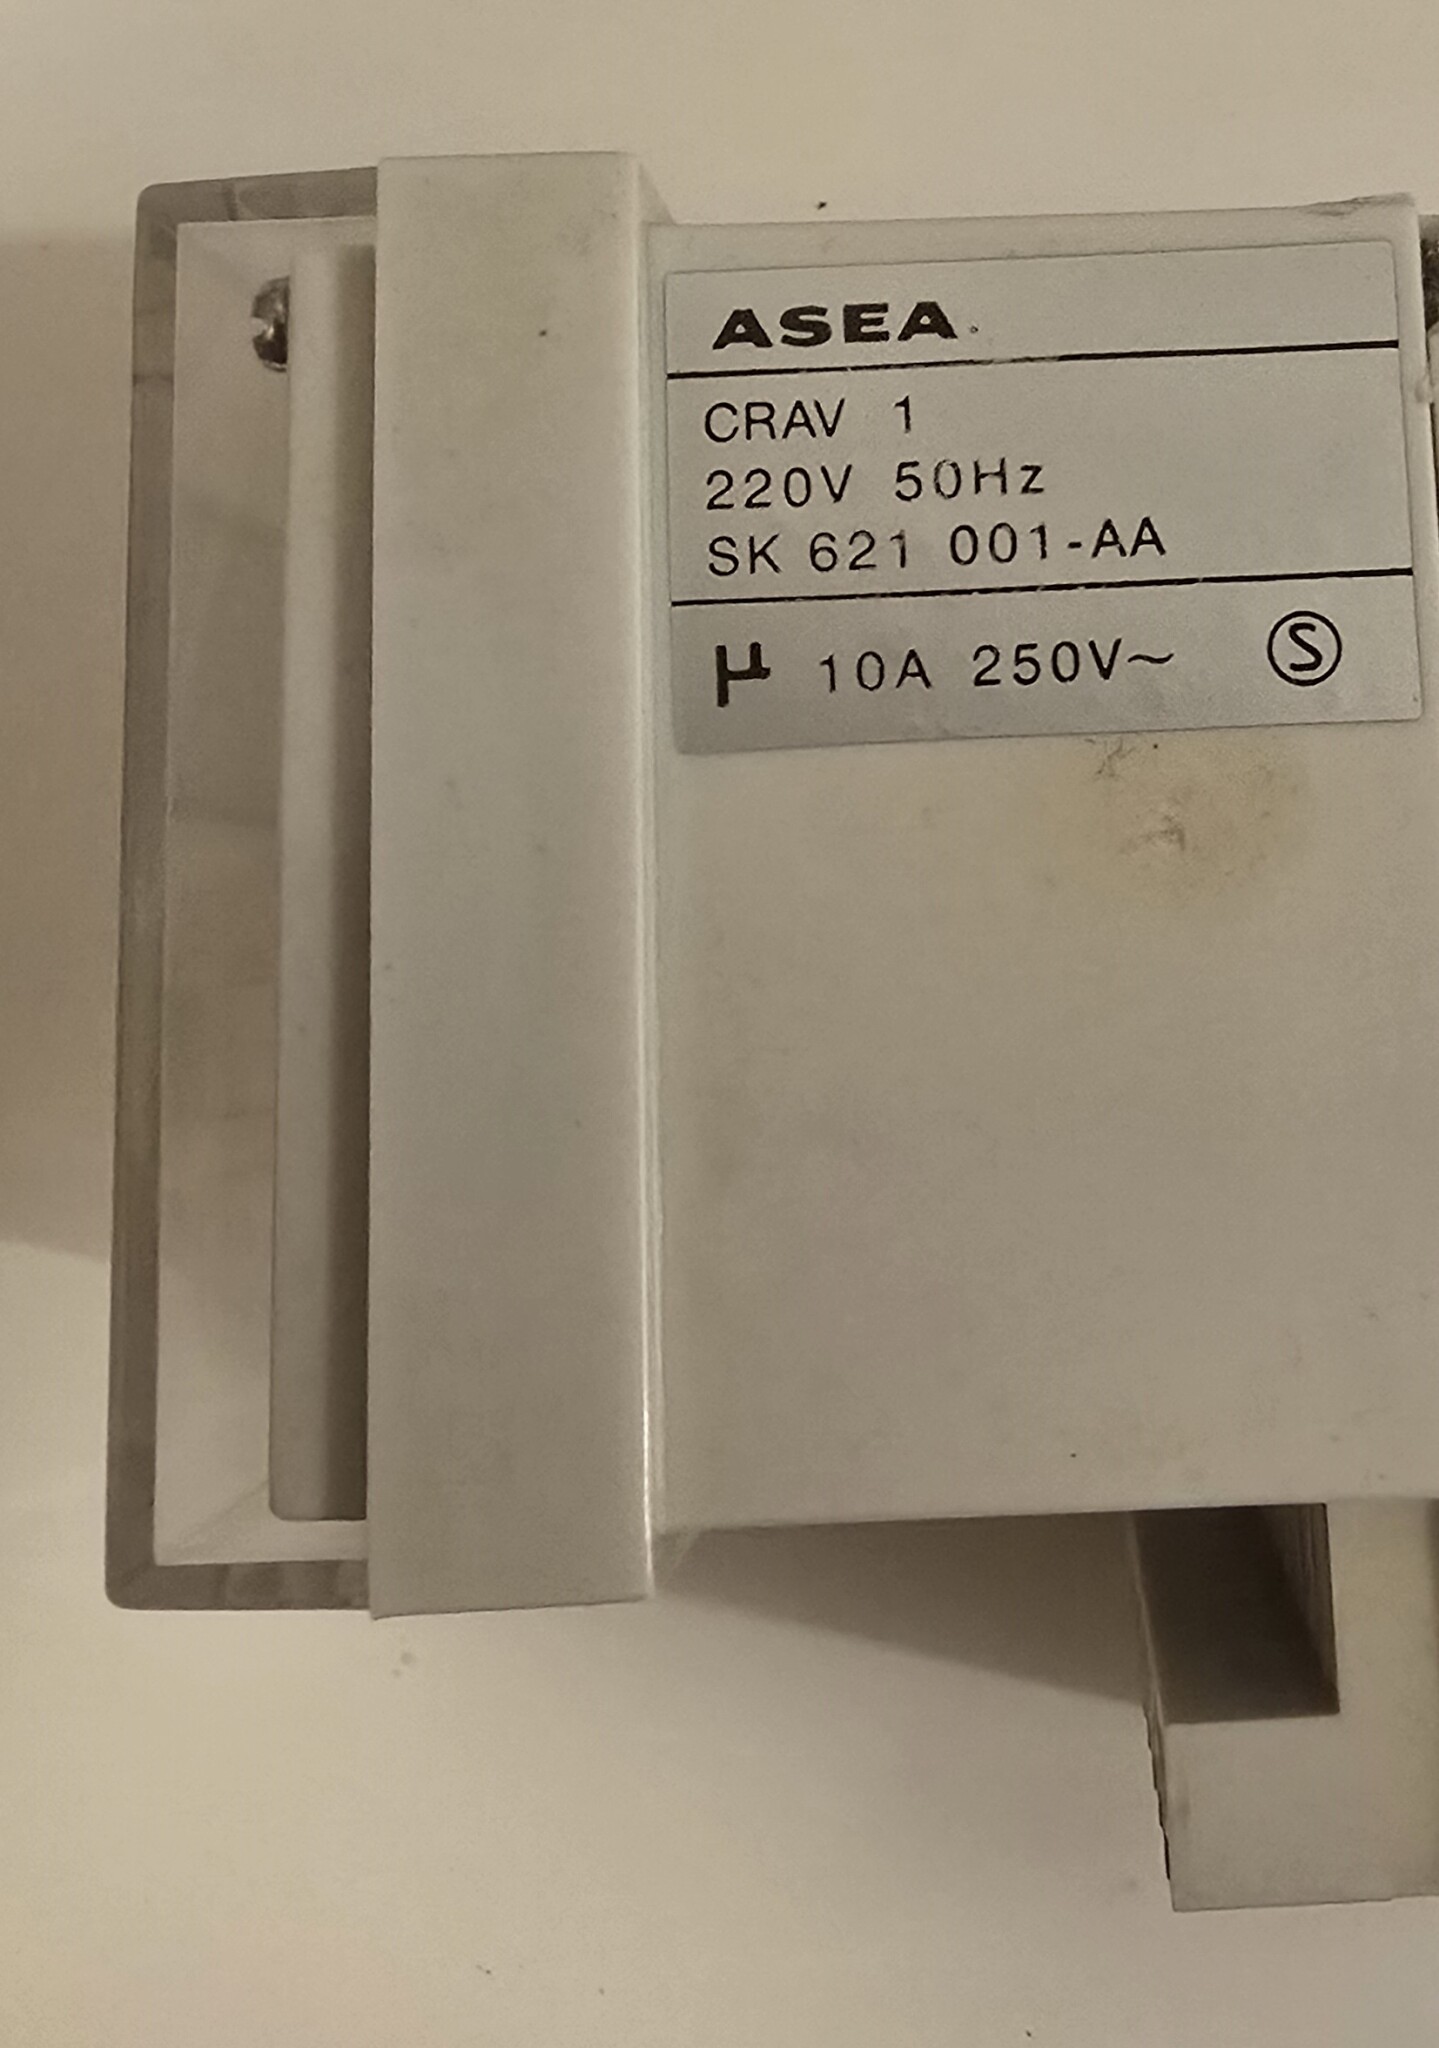 ASEA
CRAV 1
220V 50Hz
SK 621 001-AA
µ 10A 250V~ Ⓢ